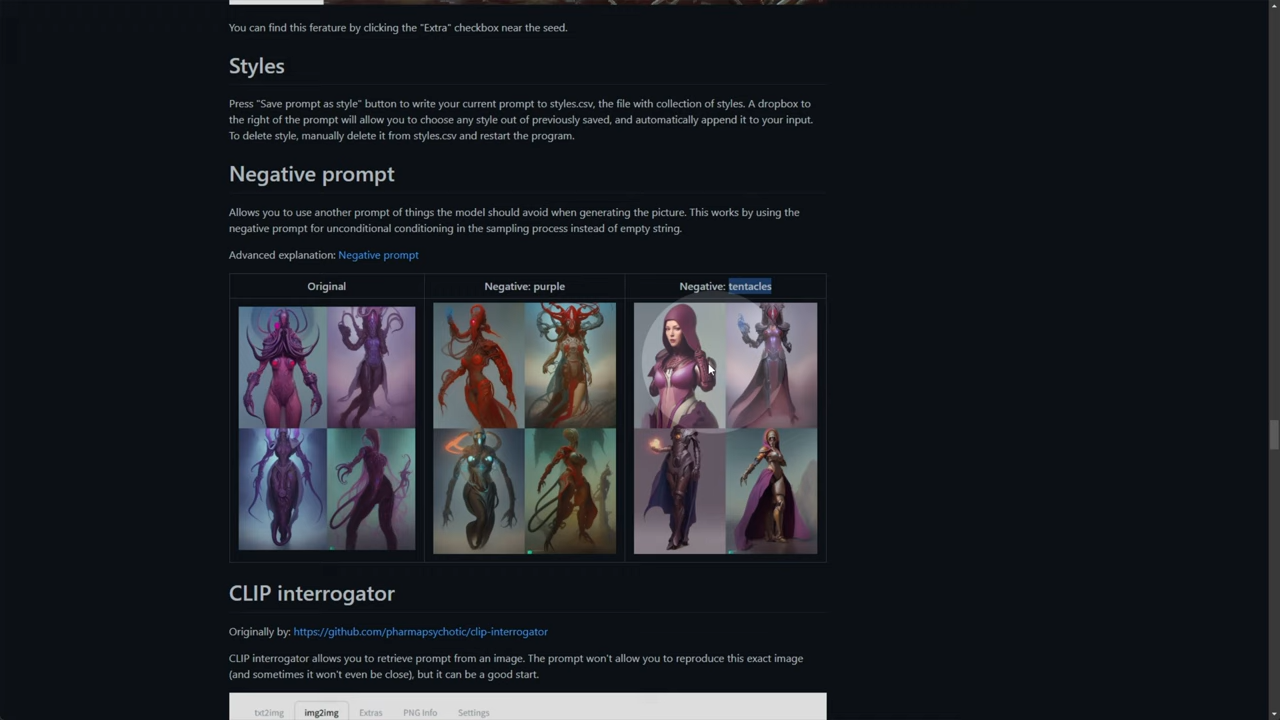 You can find this ferature by clicking the "Extra" checkbox near the seed.
Styles
Press "Save prompt as style" button to write your current prompt to styles.csv, the file with collection of styles. A dropbox to
the right of the prompt will allow you to choose any style out of previously saved, and automatically append it to your input.
To delete style, manually delete it from styles.csv and restart the program.
Negative prompt
Allows you to use another prompt of things the model should avoid when generating the picture. This works by using the
negative prompt for unconditional conditioning in the sampling process instead of empty string.
Advanced explanation: Negative prompt
Original Negative: purple Negative: tentacles
CLIP interrogator
Originally by: https://github.com/pharmapsychotic/clip-interrogator
CLIP interrogator allows you to retrieve prompt from an image. The prompt won't allow you to reproduce this exact image
(and sometimes it won't even be close), but it can be a good start.
txt2img img2img Extras PNG Info Settings